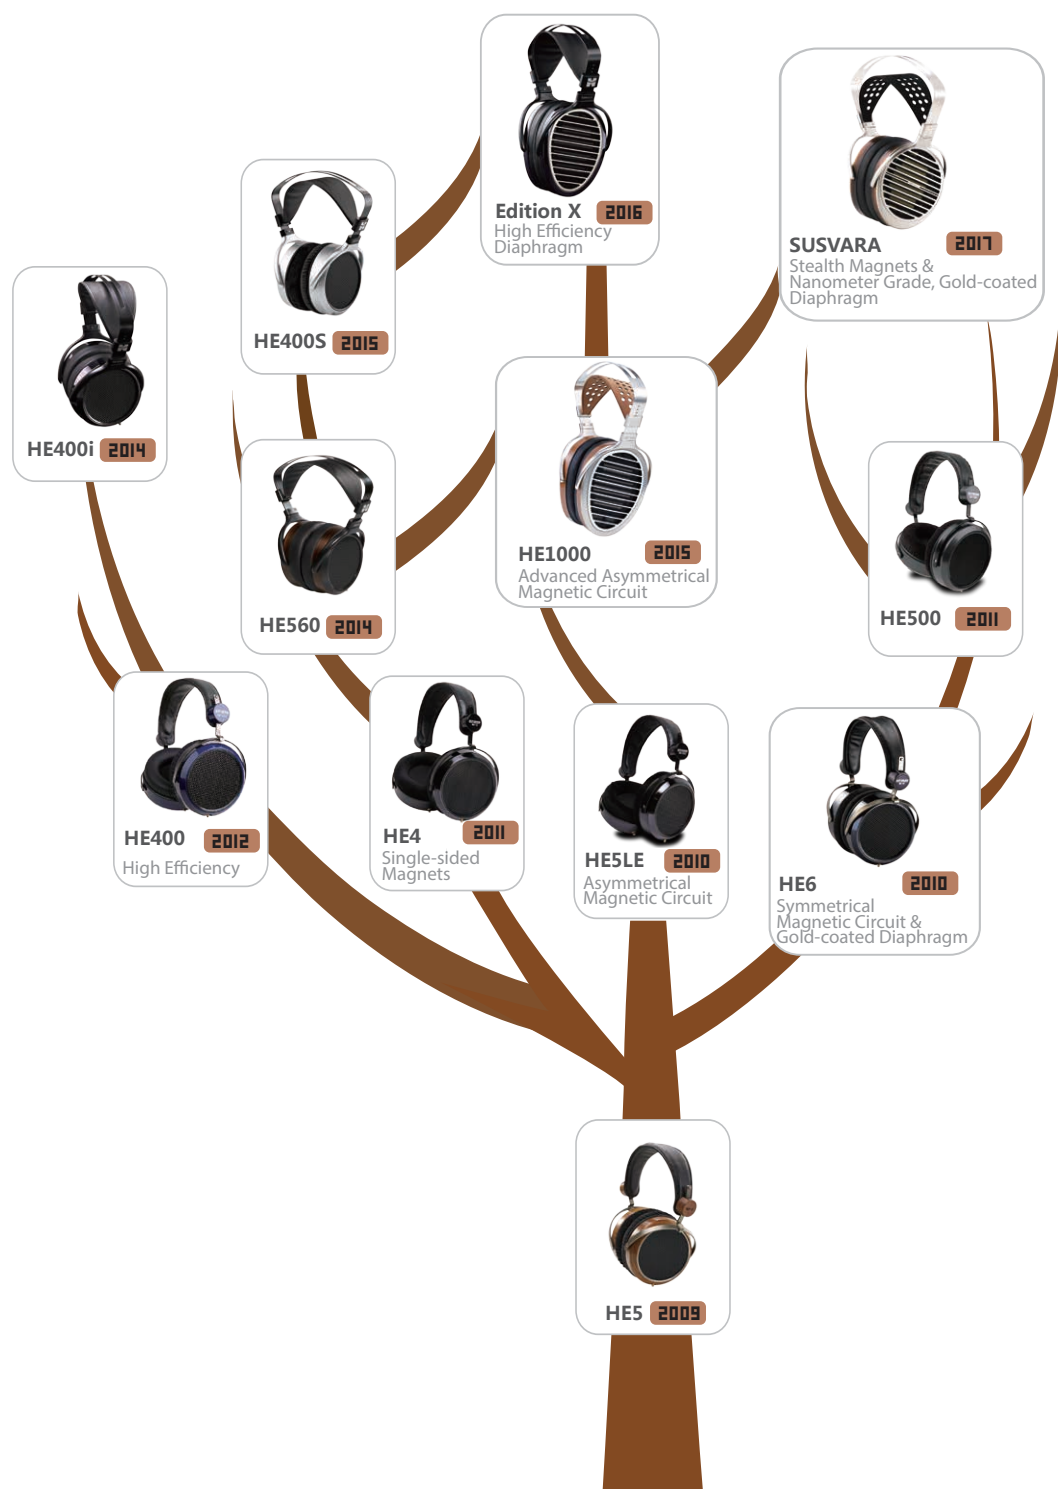 Edition X 2016
High Efficiency
Diaphragm
SUSVARA 2017
Stealth Magnets &
Nanometer Grade, Gold-coated
Diaphragm
HE400S 2015
HE400i 2014
HE1000 2015
Advanced Asymmetrical
Magnetic Circuit
HE560 2014
HE500 2011
HE400 2012
High Efficiency
HE4 2011
Single-sided
Magnets
HE5LE 2010
Asymmetrical
Magnetic Circuit
HE6 2010
Symmetrical
Magnetic Circuit &
Gold-coated Diaphragm
HE5 2009